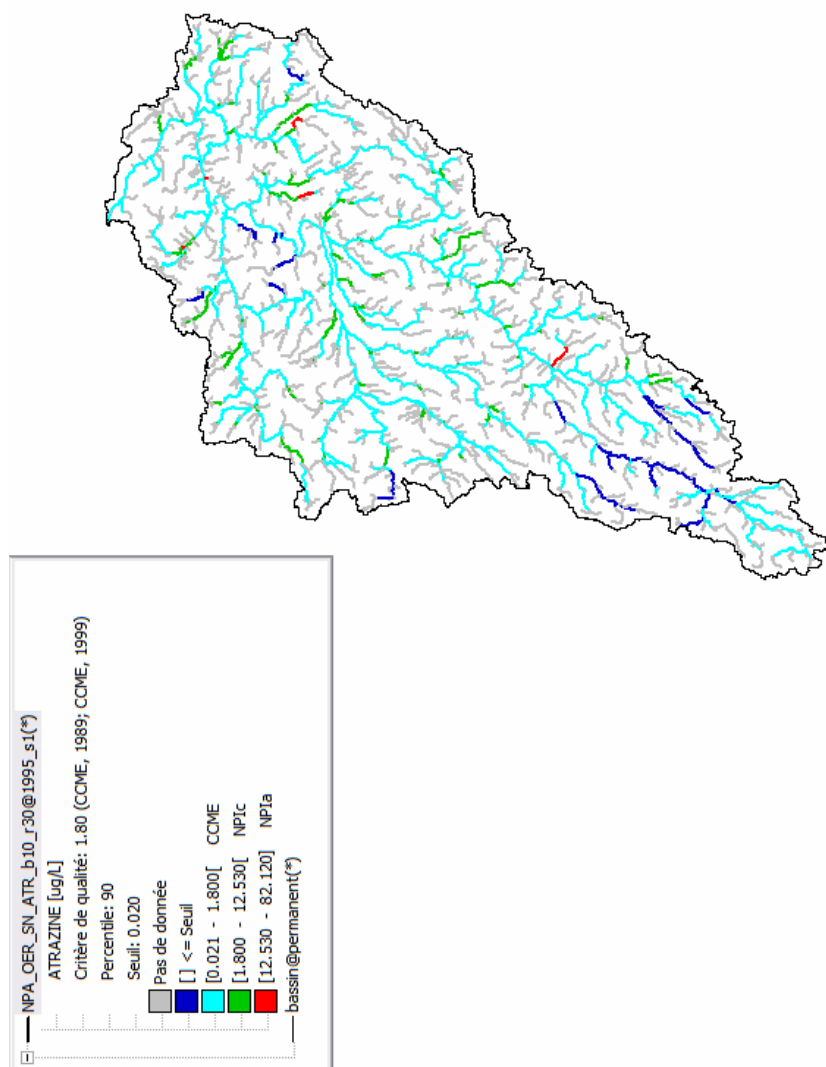 NPA_OER_SN_ATR_b10_r30@1995_s1(*)
ATRAZINE [ug/L]
Critère de qualité: 1.80 (CCME, 1989; CCME, 1999)
Percentile: 90
Seuil: 0.020
Pas de donnée
[] <= Seuil
[0.021 - 1.800[ CCME
[1.800 - 12.530[ NPIc
[12.530 - 82.120] NPIa
bassin@permanent(*)